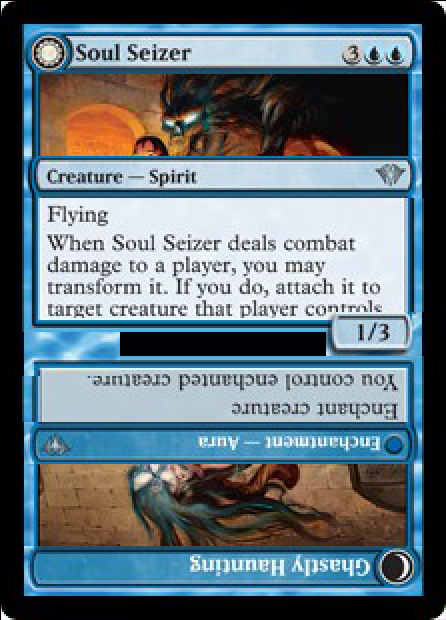 Soul Seizer 3
Creature — Spirit
Flying
When Soul Seizer deals combat
damage to a player, you may
transform it. If you do, attach it to
target creature that player controls
1/3
Ghastly Haunting
Enchantment — Aura
Enchant creature
You control enchanted creature.